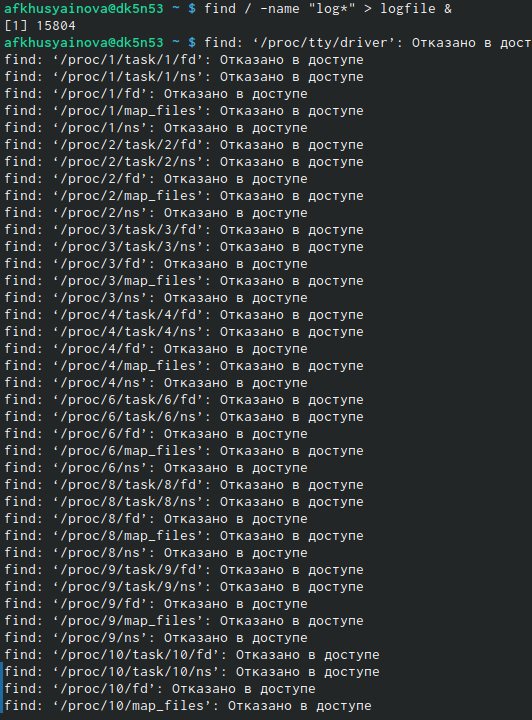 afkhusyainova@dk5n53 ~ $ find / -name "log*" > logfile &
[1] 15804
afkhusyainova@dk5n53 ~ $ find: ‘/proc/tty/driver’: Отказано в дост
find: ‘/proc/1/task/1/fd’: Отказано в доступе
find: ‘/proc/1/task/1/ns’: Отказано в доступе
find: ‘/proc/1/fd’: Отказано в доступе
find: ‘/proc/1/map_files’: Отказано в доступе
find: ‘/proc/1/ns’: Отказано в доступе
find: ‘/proc/2/task/2/fd’: Отказано в доступе
find: ‘/proc/2/task/2/ns’: Отказано в доступе
find: ‘/proc/2/fd’: Отказано в доступе
find: ‘/proc/2/map_files’: Отказано в доступе
find: ‘/proc/2/ns’: Отказано в доступе
find: ‘/proc/3/task/3/fd’: Отказано в доступе
find: ‘/proc/3/task/3/ns’: Отказано в доступе
find: ‘/proc/3/fd’: Отказано в доступе
find: ‘/proc/3/map_files’: Отказано в доступе
find: ‘/proc/3/ns’: Отказано в доступе
find: ‘/proc/4/task/4/fd’: Отказано в доступе
find: ‘/proc/4/task/4/ns’: Отказано в доступе
find: ‘/proc/4/fd’: Отказано в доступе
find: ‘/proc/4/map_files’: Отказано в доступе
find: ‘/proc/4/ns’: Отказано в доступе
find: ‘/proc/6/task/6/fd’: Отказано в доступе
find: ‘/proc/6/task/6/ns’: Отказано в доступе
find: ‘/proc/6/fd’: Отказано в доступе
find: ‘/proc/6/map_files’: Отказано в доступе
find: ‘/proc/6/ns’: Отказано в доступе
find: ‘/proc/8/task/8/fd’: Отказано в доступе
find: ‘/proc/8/task/8/ns’: Отказано в доступе
find: ‘/proc/8/fd’: Отказано в доступе
find: ‘/proc/8/map_files’: Отказано в доступе
find: ‘/proc/8/ns’: Отказано в доступе
find: ‘/proc/9/task/9/fd’: Отказано в доступе
find: ‘/proc/9/task/9/ns’: Отказано в доступе
find: ‘/proc/9/fd’: Отказано в доступе
find: ‘/proc/9/map_files’: Отказано в доступе
find: ‘/proc/9/ns’: Отказано в доступе
find: ‘/proc/10/task/10/fd’: Отказано в доступе
find: ‘/proc/10/task/10/ns’: Отказано в доступе
find: ‘/proc/10/fd’: Отказано в доступе
find: ‘/proc/10/map_files’: Отказано в доступе